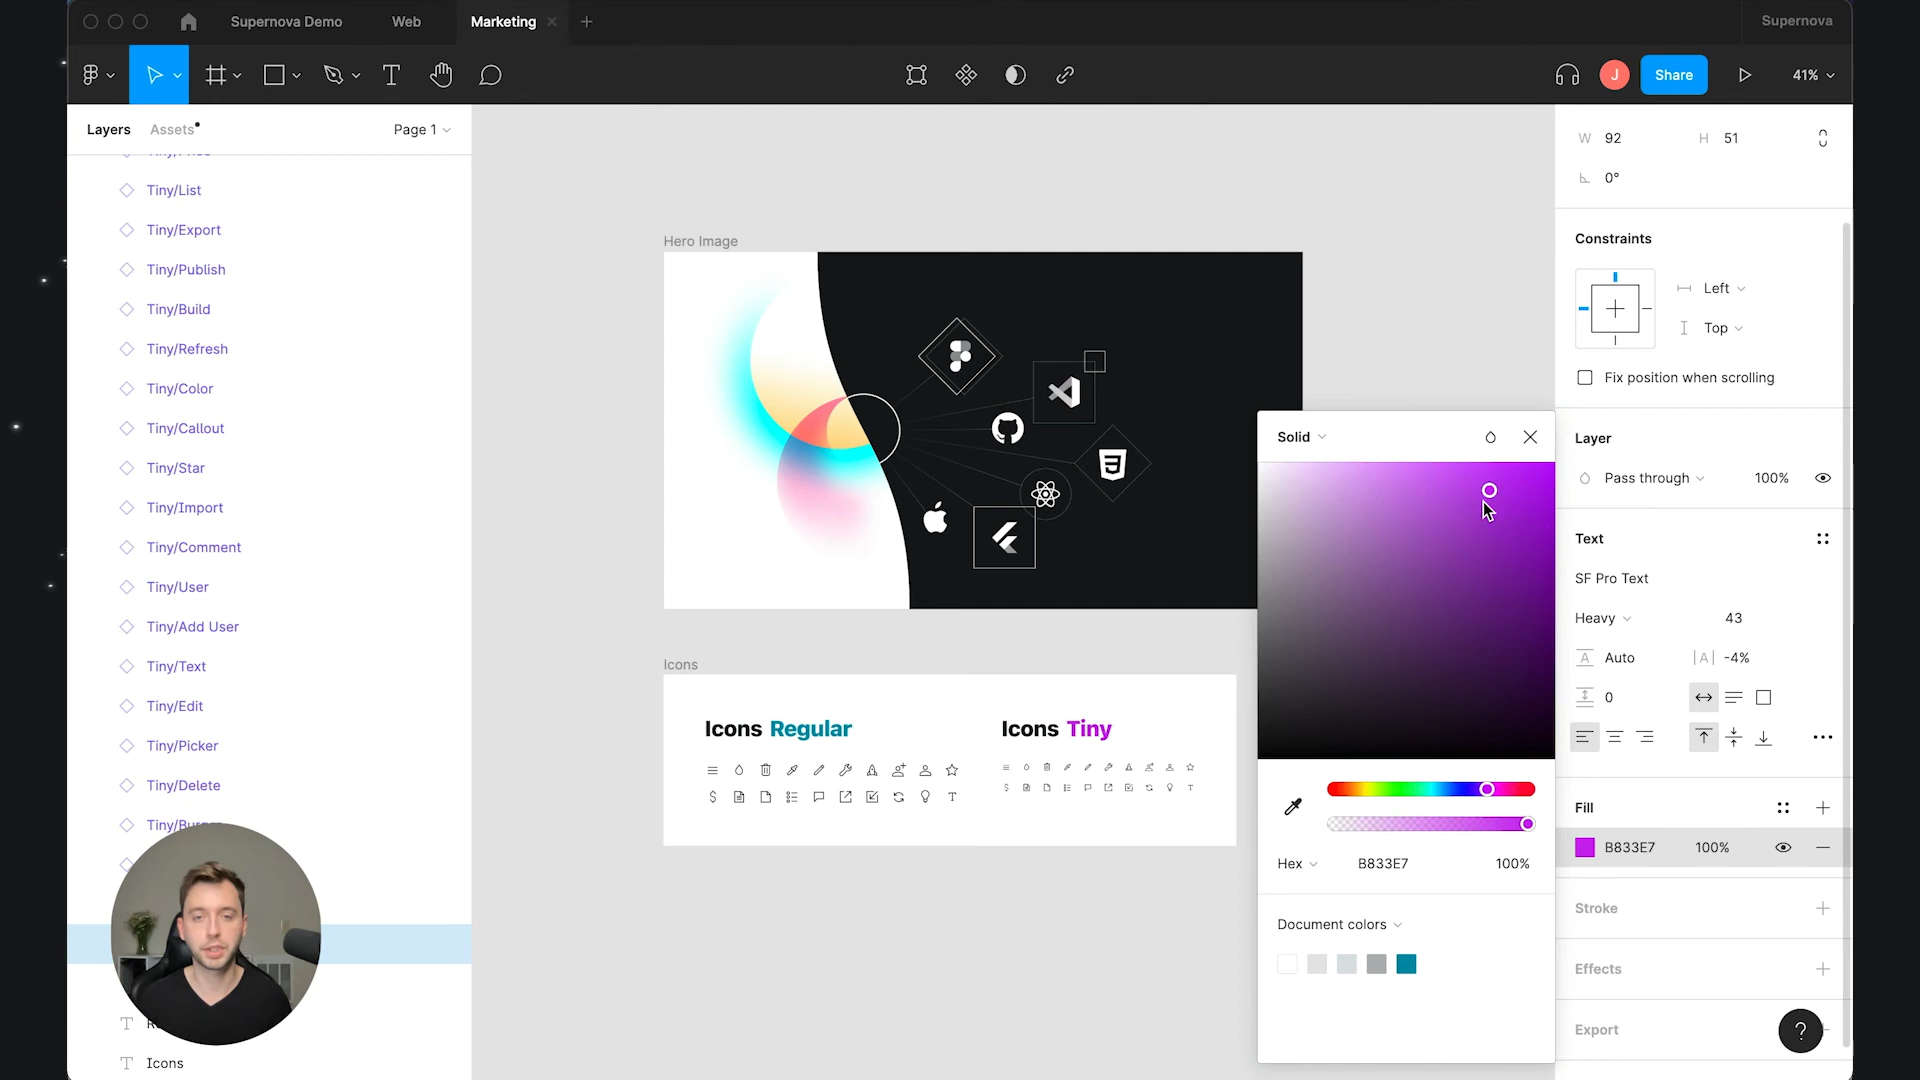 Supernova Demo
Web
Marketing
Supernova
J
Share
41%
Layers
Assets
Page 1
Tiny/List
Tiny/Export
Tiny/Publish
Tiny/Build
Tiny/Refresh
Tiny/Color
Tiny/Callout
Tiny/Star
Tiny/Import
Tiny/Comment
Tiny/User
Tiny/Add User
Tiny/Text
Tiny/Edit
Tiny/Picker
Tiny/Delete
Icons
Hero Image
Icons
Icons Regular
Icons Tiny
Solid
Hex
B833E7
100%
Document colors
W 92
H 51
0°
Constraints
Left
Top
Fix position when scrolling
Layer
Pass through
100%
Text
SF Pro Text
Heavy
43
Auto
-4%
0
Fill
B833E7
100%
Stroke
Effects
Export
?